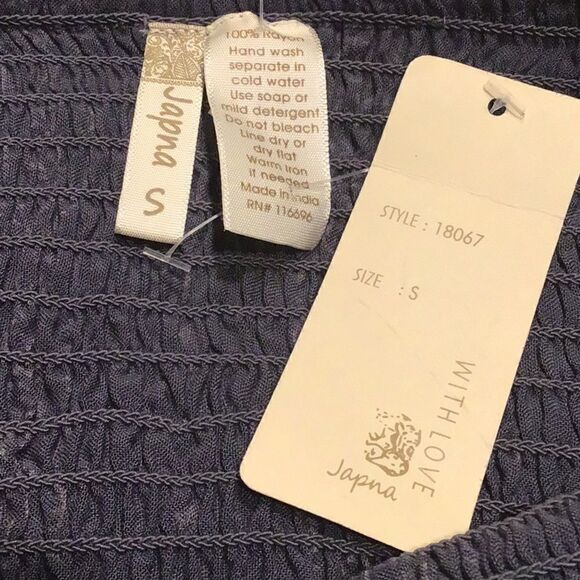 Japna S
100% Rayon
Hand wash
separate in
cold water
Use soap or
mild detergent
Do not bleach
Line dry or
dry flat
Warm iron
if needed
Made in India
RN# 116696
STYLE : 18067
SIZE : S
WITH LOVE
Japna